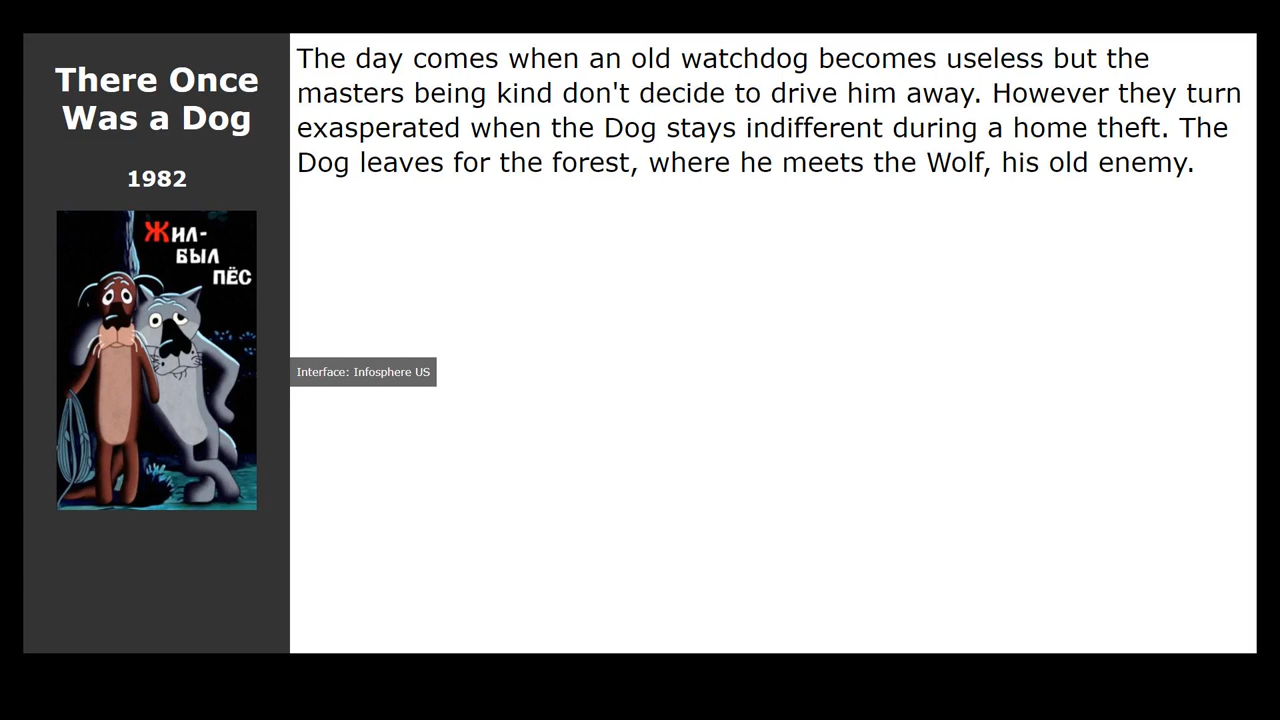 There Once
Was a Dog
1982
Жил-
был
пёс
The day comes when an old watchdog becomes useless but the
masters being kind don't decide to drive him away. However they turn
exasperated when the Dog stays indifferent during a home theft. The
Dog leaves for the forest, where he meets the Wolf, his old enemy.
Interface: Infosphere US